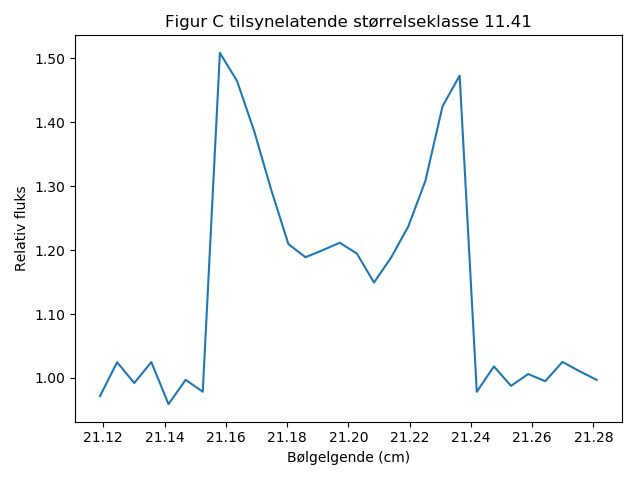 Figur C tilsynelatende størrelseklasse 11.41
1.50
1.40
1.30
1.20
1.10
1.00
Relativ fluks
21.12 21.14 21.16 21.18 21.20 21.22 21.24 21.26 21.28
Bølgelgende (cm)